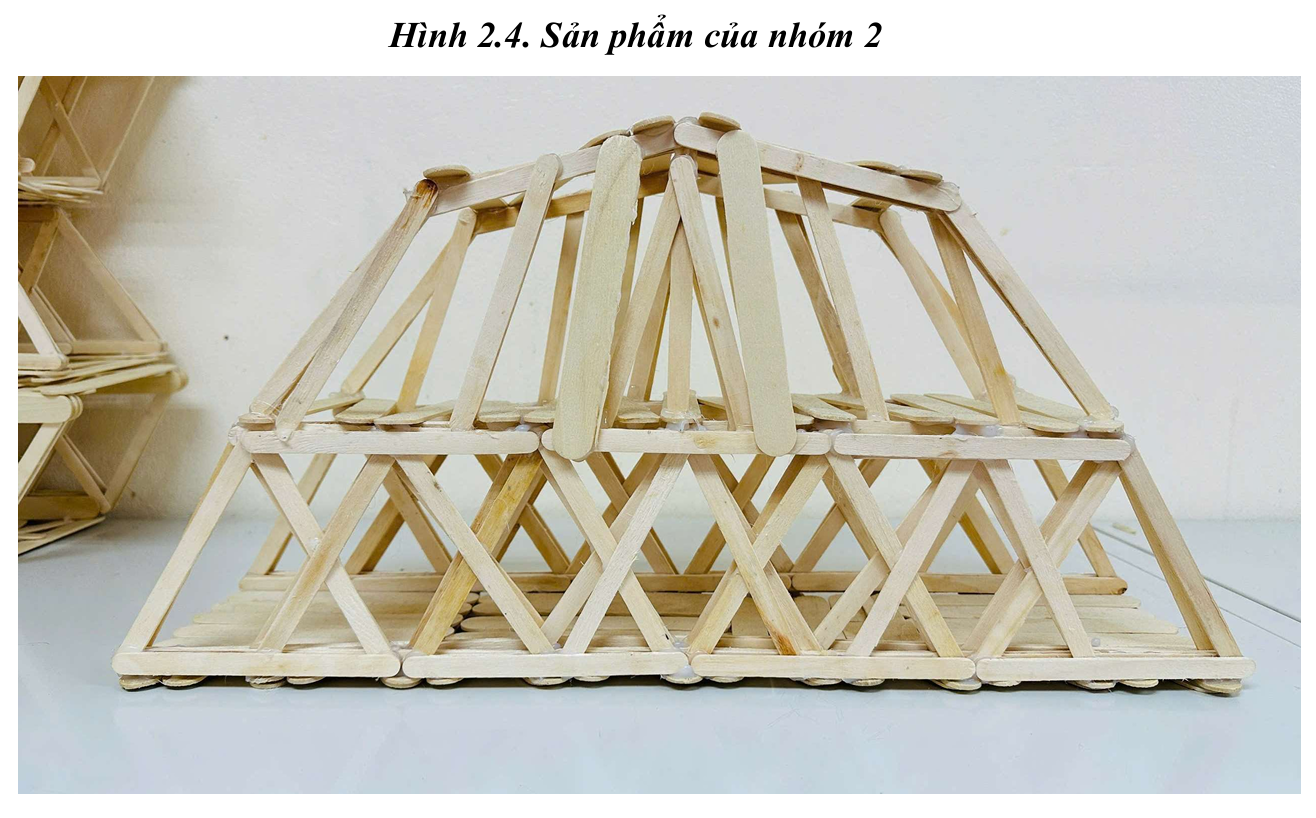 Hình 2.4. Sản phẩm của nhóm 2